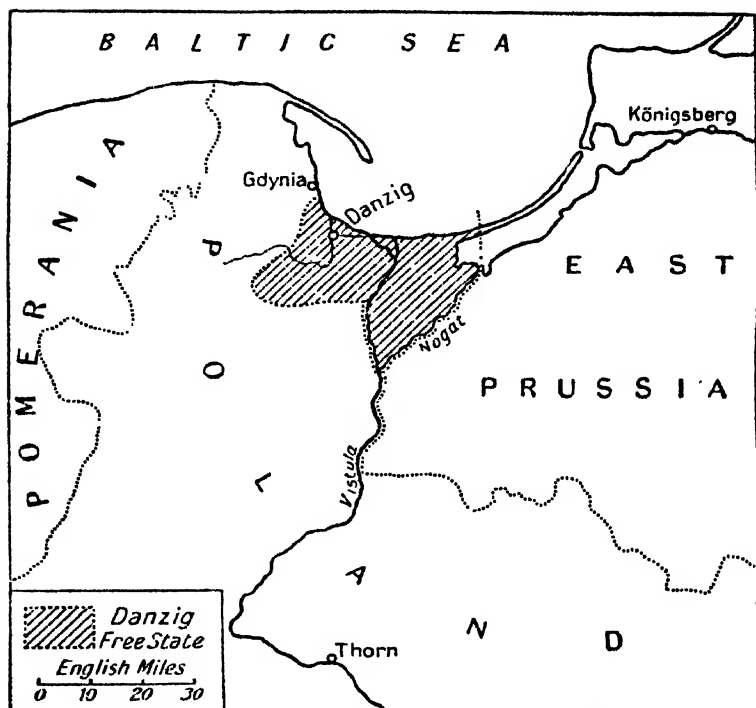 BALTIC SEA
Königsberg
Gdynia
Danzig
POMERANIA
EAST
PRUSSIA
Nogat
Vistula
POLAND
Thorn
Danzig
Free State
English Miles
0 10 20 30